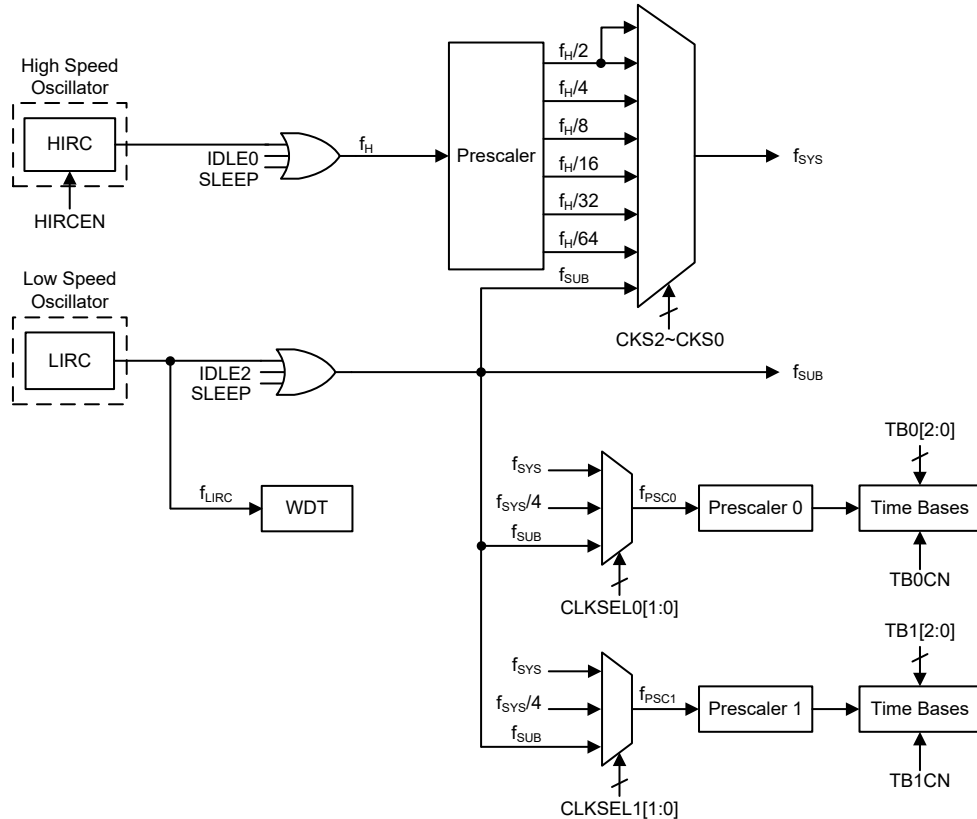 High Speed
Oscillator
HIRC
HIRCEN
IDLE0
SLEEP
fH
Prescaler
fH/2
fH/4
fH/8
fH/16
fH/32
fH/64
fSUB
CKS2~CKS0
fSYS
Low Speed
Oscillator
LIRC
IDLE2
SLEEP
fSUB
fLIRC
WDT
fSYS
fSYS/4
fSUB
CLKSEL0[1:0]
fPSC0
Prescaler 0
TB0[2:0]
Time Bases
TB0CN
fSYS
fSYS/4
fSUB
CLKSEL1[1:0]
fPSC1
Prescaler 1
TB1[2:0]
Time Bases
TB1CN